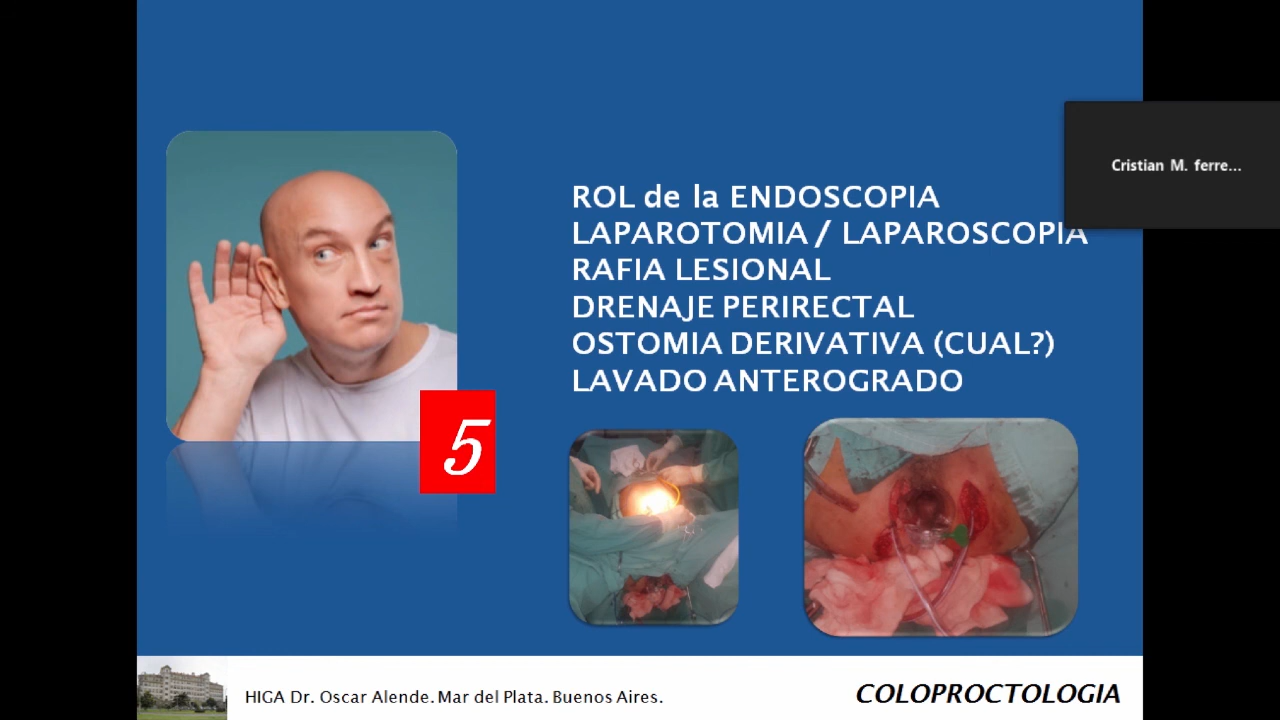 ROL de la ENDOSCOPIA
LAPAROTOMIA / LAPAROSCOPIA
RAFIA LESIONAL
DRENAJE PERIRECTAL
OSTOMIA DERIVATIVA (CUAL?)
LAVADO ANTEROGRADO
Cristian M. ferre...
5
HIGA Dr. Oscar Alende. Mar del Plata. Buenos Aires.
COLOPROCTOLOGIA